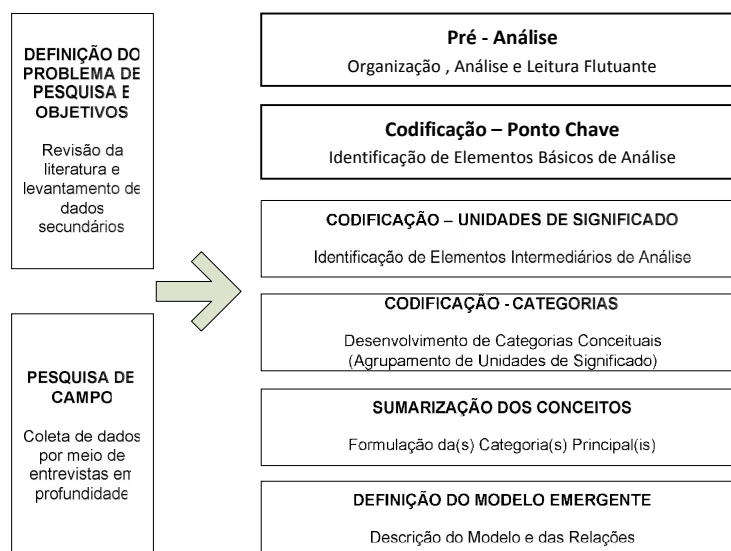 DEFINIÇÃO DO
PROBLEMA DE
PESQUISA E
OBJETIVOS
Revisão da
literatura e
levantamento de
dados
secundários
PESQUISA DE
CAMPO
Coleta de dados
por meio de
entrevistas em
profundidade
Pré - Análise
Organização , Análise e Leitura Flutuante
Codificação – Ponto Chave
Identificação de Elementos Básicos de Análise
CODIFICAÇÃO – UNIDADES DE SIGNIFICADO
Identificação de Elementos Intermediários de Análise
CODIFICAÇÃO - CATEGORIAS
Desenvolvimento de Categorias Conceituais
(Agrupamento de Unidades de Significado)
SUMARIZAÇÃO DOS CONCEITOS
Formulação da(s) Categoria(s) Principal(is)
DEFINIÇÃO DO MODELO EMERGENTE
Descrição do Modelo e das Relações